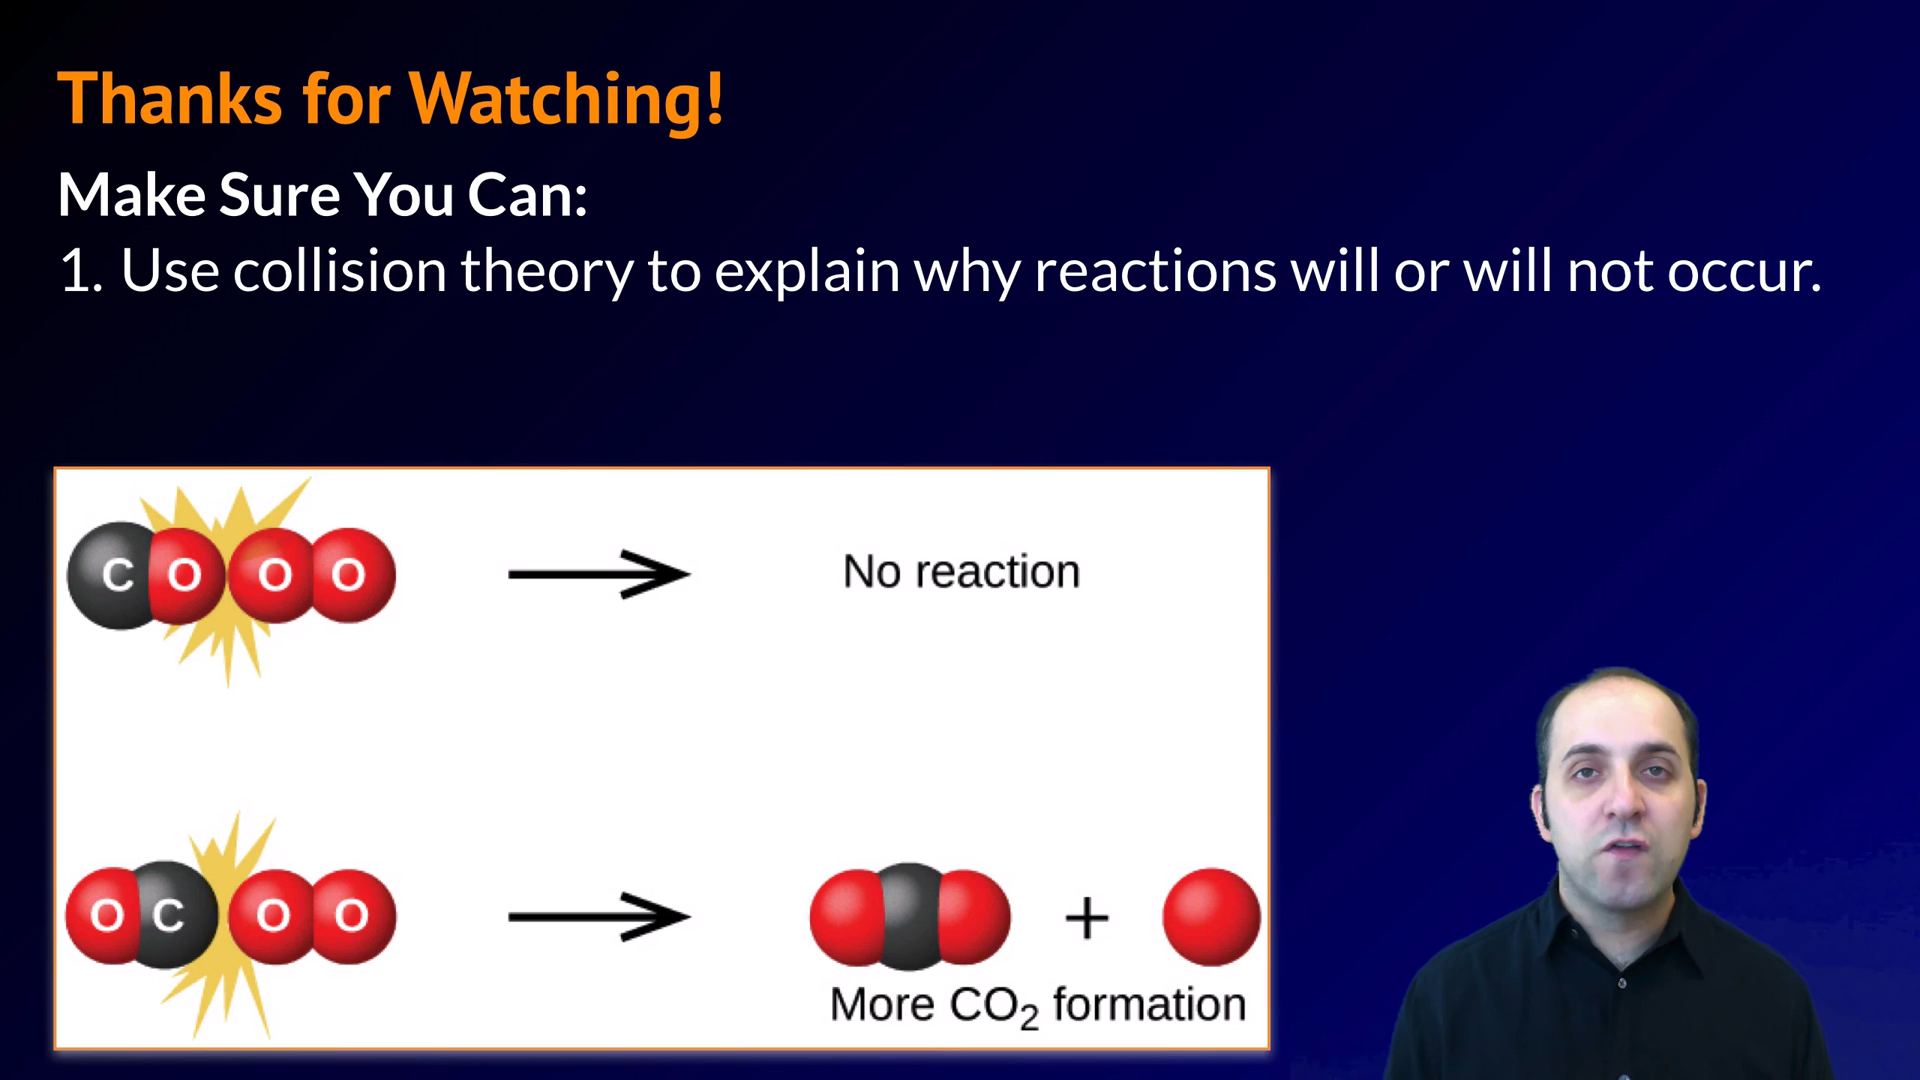 Thanks for Watching!
Make Sure You Can:
1. Use collision theory to explain why reactions will or will not occur.
C O O O
No reaction
O C O O
+
More CO₂ formation